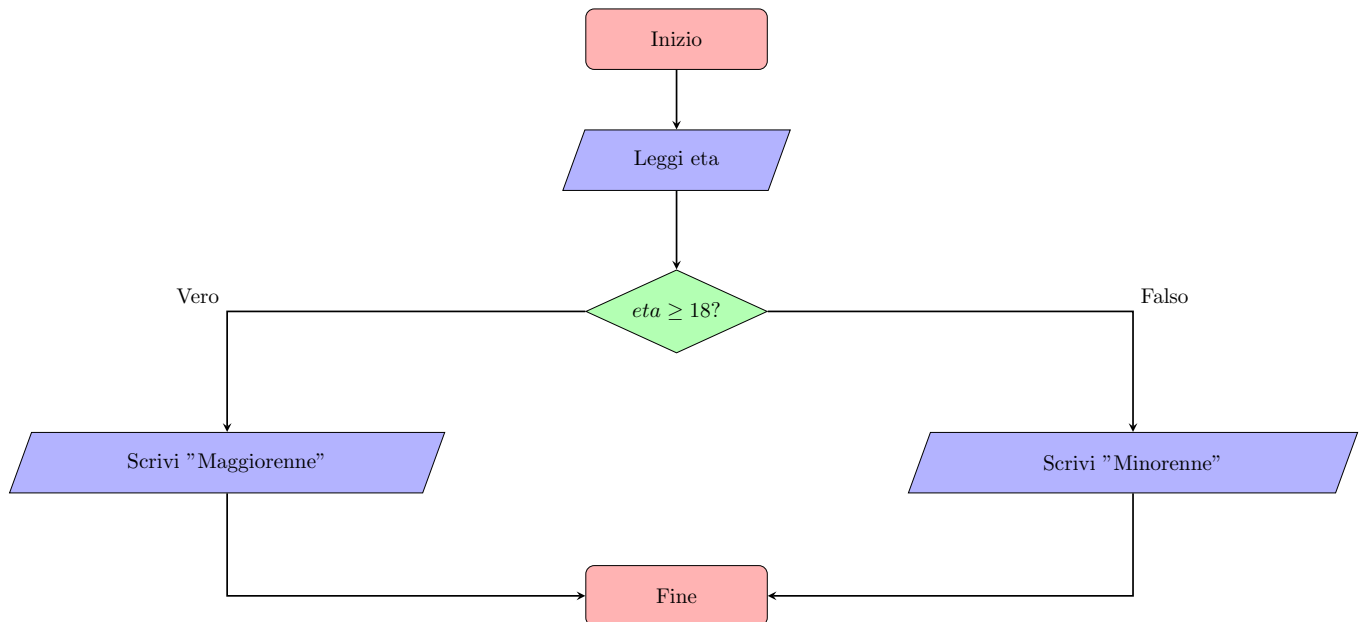 Inizio
Leggi eta
Vero
eta ≥ 18?
Falso
Scrivi ”Maggiorenne”
Scrivi ”Minorenne”
Fine